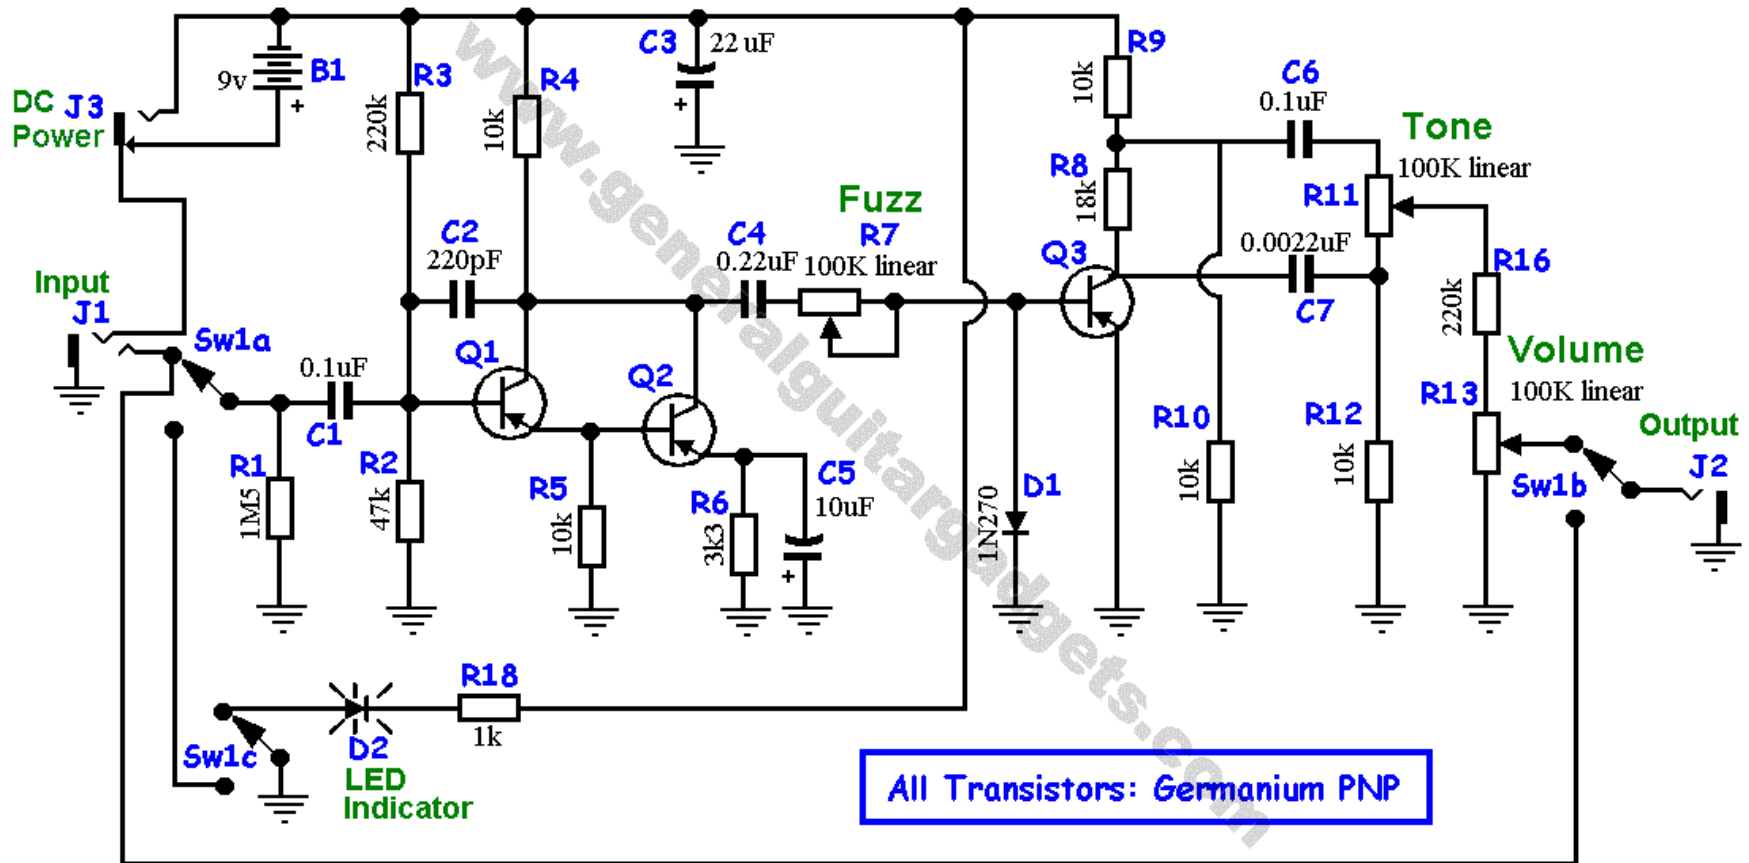 C3
22 uF
R9
R3
R4
C6
9v
B1
+
10k
0.1uF
DC
Power
J3
220k
10k
+
Tone
100K linear
R8
18k
R11
Fuzz
R7
C2
220pF
C4
0.22uF
100K linear
Q3
0.0022uF
R16
Input
J1
C7
220k
Sw1a
Q1
Volume
0.1uF
Q2
100K linear
R13
C1
R10
R12
Output
R1
1M5
R2
47k
R5
10k
R6
3k3
C5
10uF
+
D1
1N270
10k
10k
Sw1b
J2
R18
1k
Sw1c
D2
LED
Indicator
All Transistors: Germanium PNP
www.generalguitargadgets.com